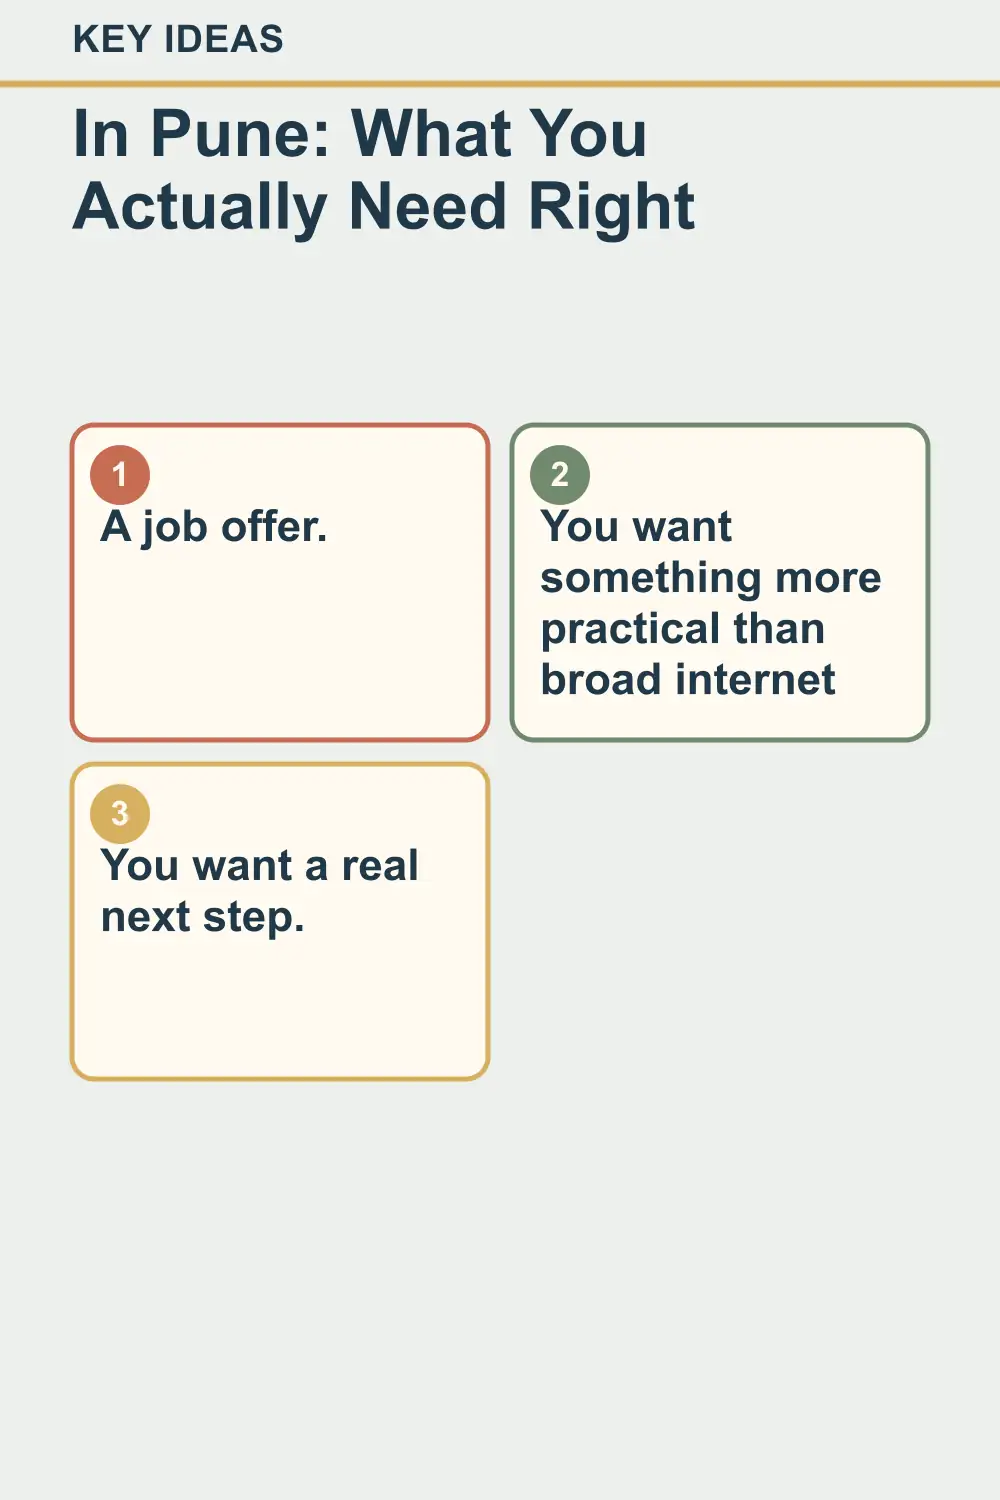 KEY IDEAS
In Pune: What You
Actually Need Right
1
A job offer.
2
You want
something more
practical than
broad internet
3
You want a real
next step.